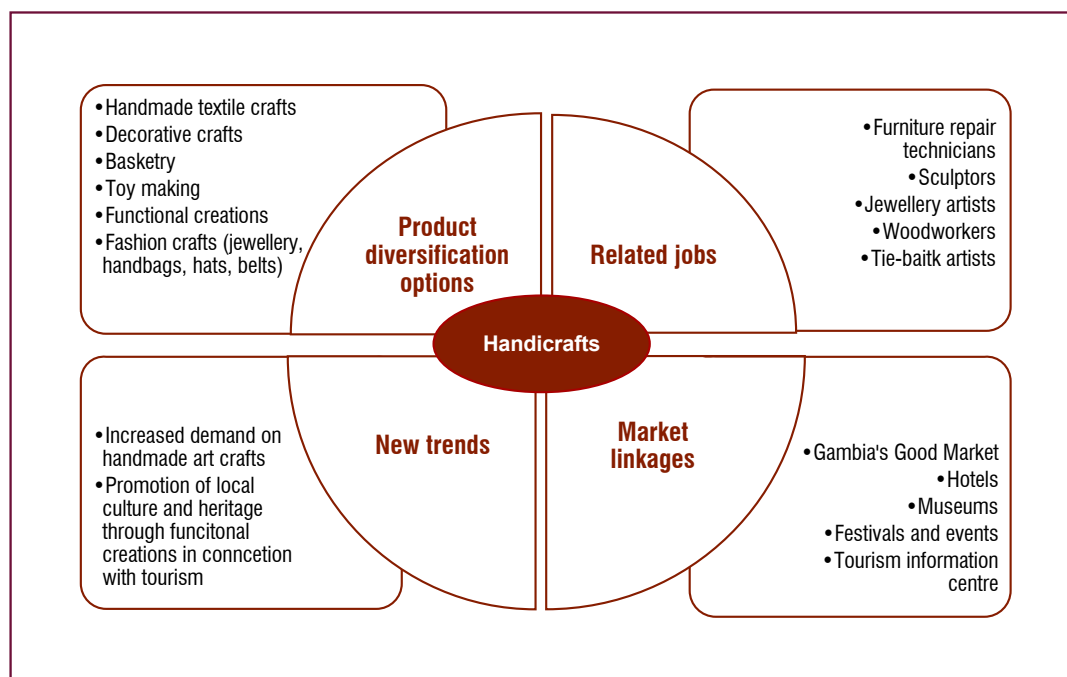 •Handmade textile crafts
•Decorative crafts
•Basketry
•Toy making
•Functional creations
•Fashion crafts (jewellery,
handbags, hats, belts)
Product
diversification
options
Related jobs
•Furniture repair
technicians
•Sculptors
•Jewellery artists
•Woodworkers
•Tie-baitk artists
Handicrafts
•Increased demand on
handmade art crafts
•Promotion of local
culture and heritage
through funcitonal
creations in conncetion
with tourism
New trends
Market
linkages
•Gambia's Good Market
•Hotels
•Museums
•Festivals and events
•Tourism information
centre